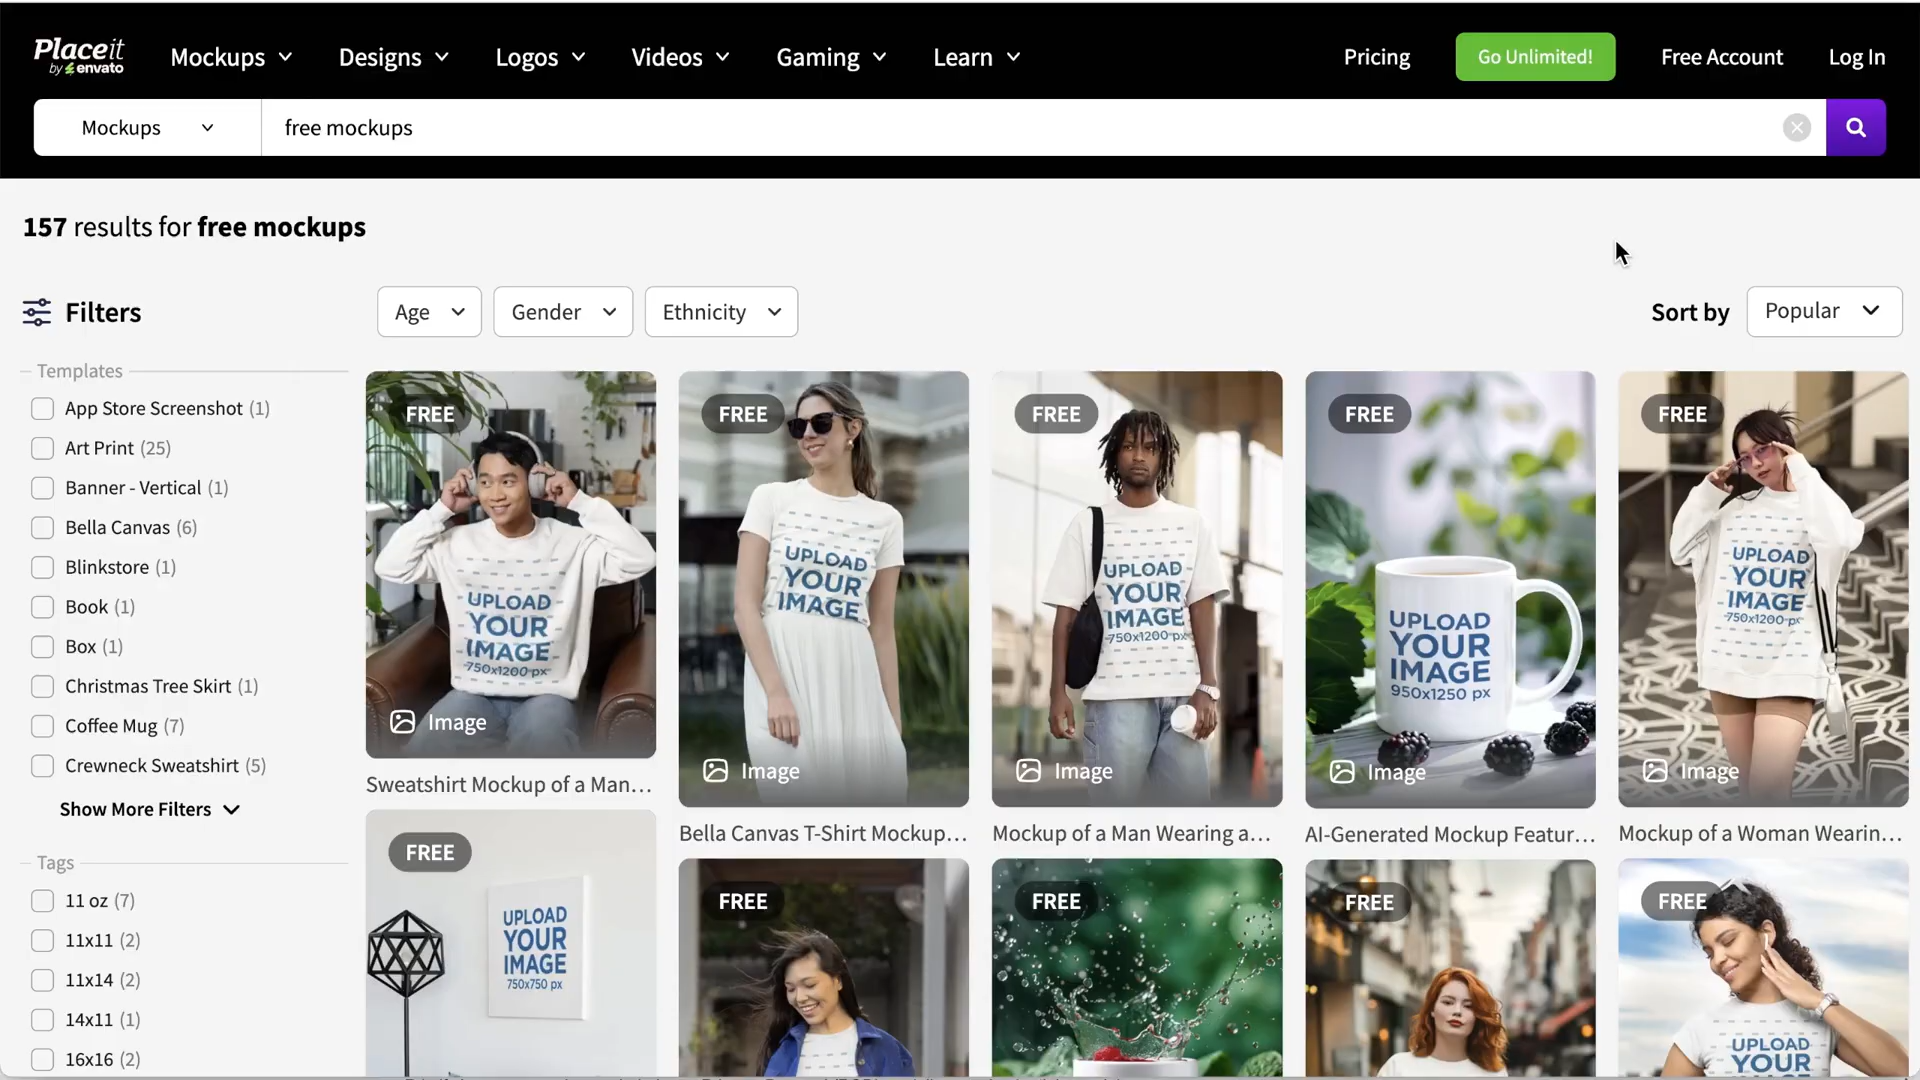 Placeit
by envato
Mockups
Designs
Logos
Videos
Gaming
Learn
Pricing
Go Unlimited!
Free Account
Log In
Mockups
free mockups
157 results for free mockups
Filters
Age
Gender
Ethnicity
Sort by
Popular
Templates
App Store Screenshot (1)
Art Print (25)
Banner - Vertical (1)
Bella Canvas (6)
Blinkstore (1)
Book (1)
Box (1)
Christmas Tree Skirt (1)
Coffee Mug (7)
Crewneck Sweatshirt (5)
Show More Filters
Tags
11 oz (7)
11x11 (2)
11x14 (2)
14x11 (1)
16x16 (2)
FREE
UPLOAD
YOUR
IMAGE
750x1200 px
Image
Sweatshirt Mockup of a Man...
FREE
UPLOAD
YOUR
IMAGE
Image
Bella Canvas T-Shirt Mockup...
FREE
UPLOAD
YOUR
IMAGE
750x1200 px
Image
Mockup of a Man Wearing a...
FREE
UPLOAD
YOUR
IMAGE
950x1250 px
Image
AI-Generated Mockup Featur...
FREE
UPLOAD
YOUR
IMAGE
750x1200 px
Image
Mockup of a Woman Wearin...
FREE
UPLOAD
YOUR
IMAGE
750x750 px
FREE
FREE
FREE
FREE
UPLOAD
YOUR